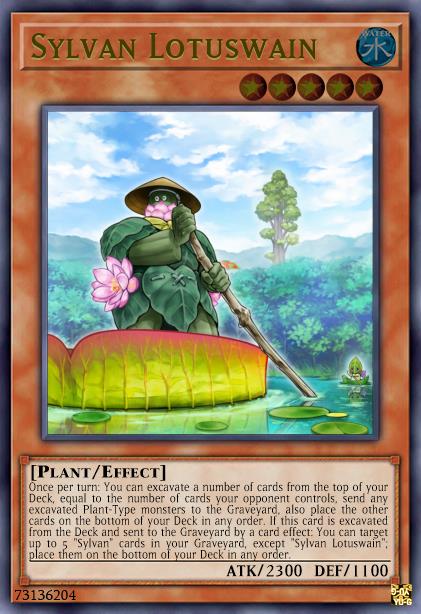 SYLVAN LOTUSWAIN
WATER
水
[PLANT/EFFECT]
Once per turn: You can excavate a number of cards from the top of your
Deck, equal to the number of cards your opponent controls, send any
excavated Plant-Type monsters to the Graveyard, also place the other
cards on the bottom of your Deck in any order. If this card is excavated
from the Deck and sent to the Graveyard by a card effect: You can target
up to 5 "Sylvan" cards in your Graveyard, except "Sylvan Lotuswain";
place them on the bottom of your Deck in any order.
ATK/2300 DEF/1100
73136204